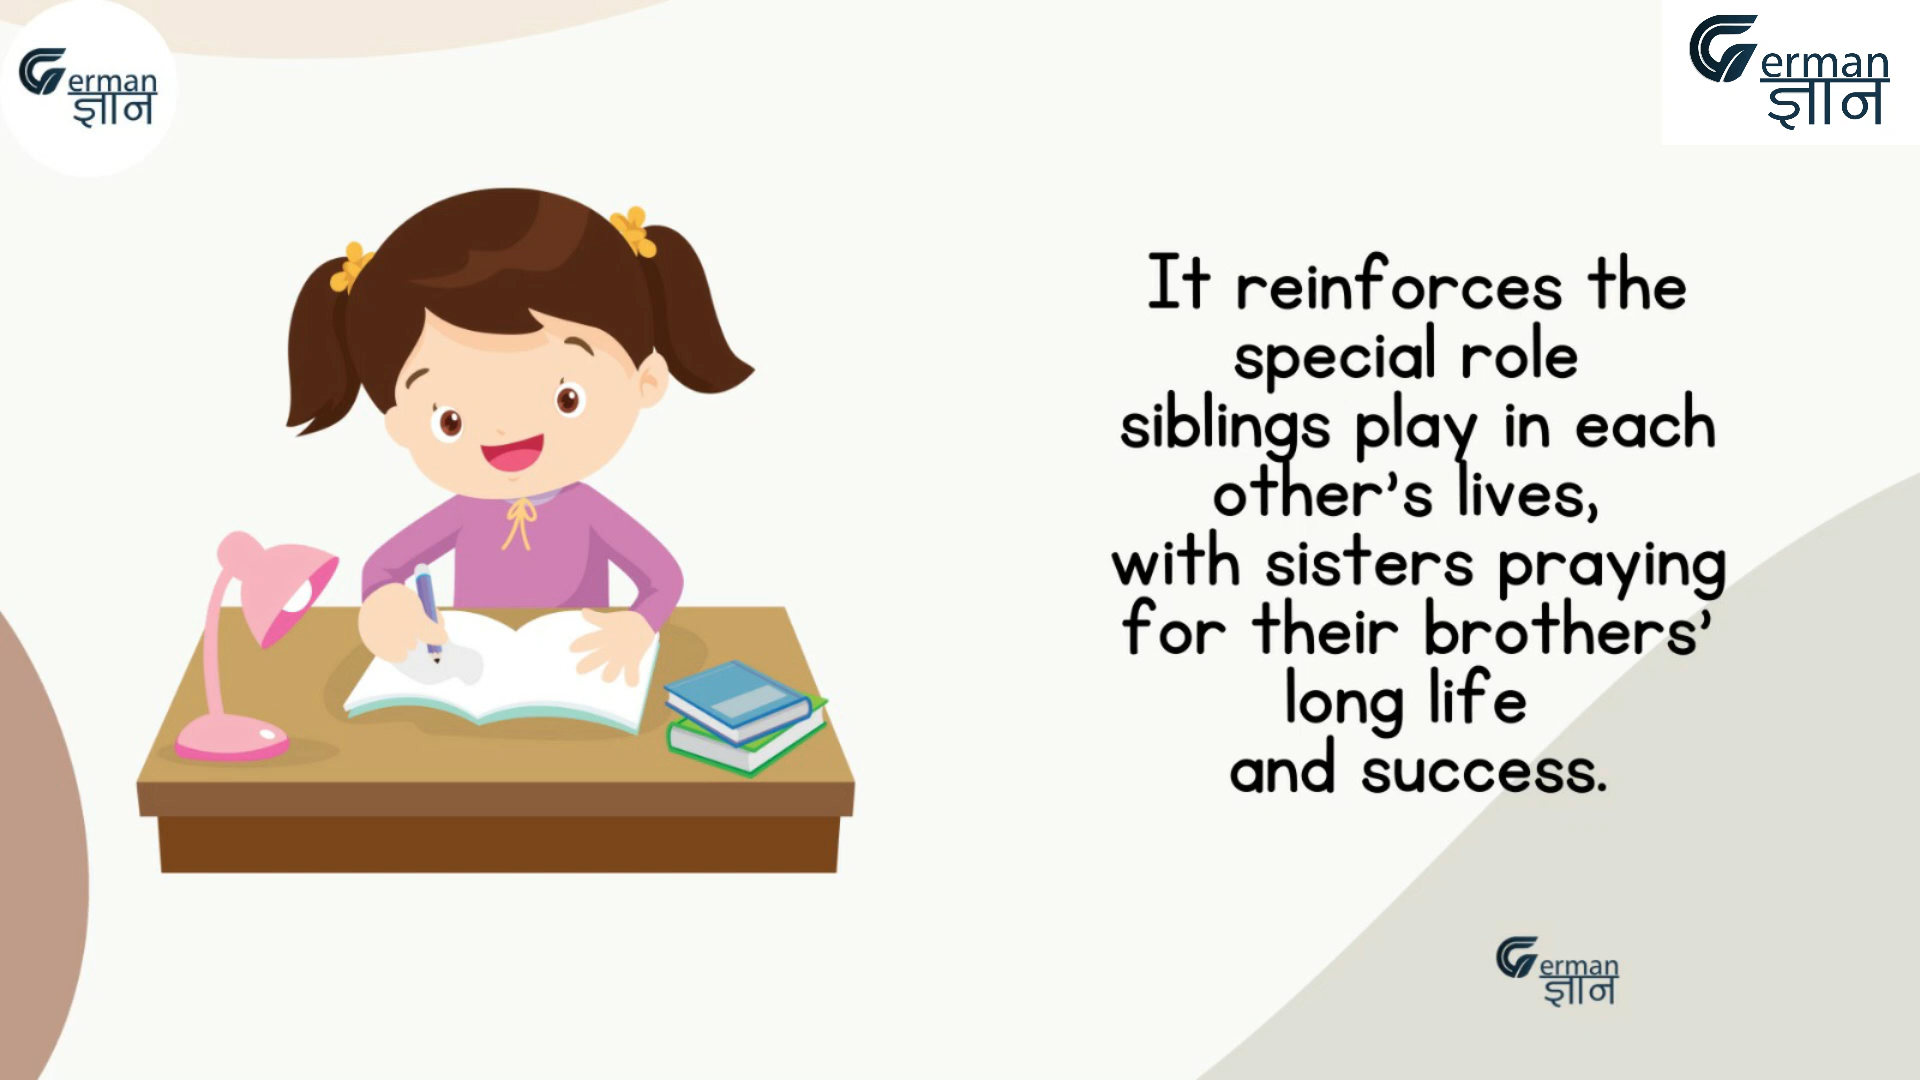 German
ज्ञान
German
ज्ञान
It reinforces the
special role
siblings play in each
other's lives,
with sisters praying
for their brothers'
long life
and success.
German
ज्ञान